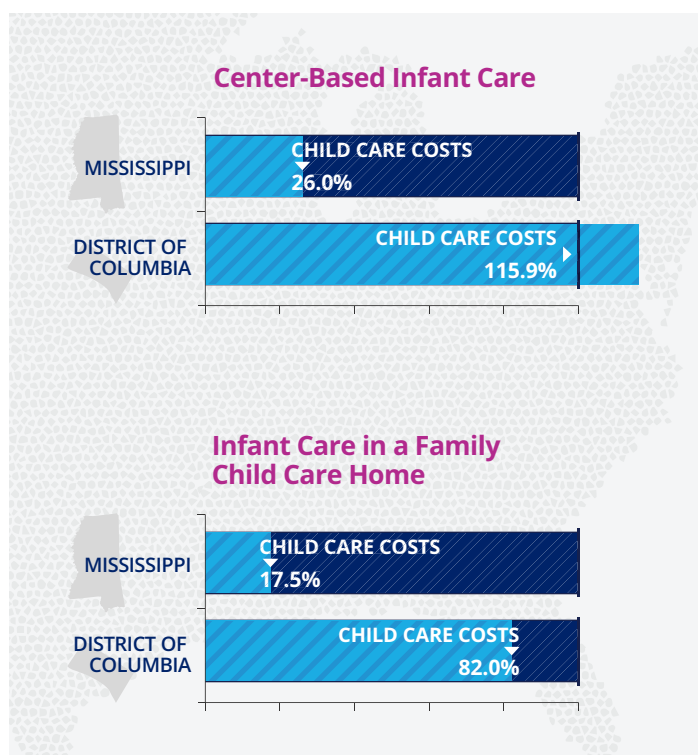 Center-Based Infant Care
MISSISSIPPI
CHILD CARE COSTS
26.0%
DISTRICT OF
COLUMBIA
CHILD CARE COSTS
115.9%
Infant Care in a Family
Child Care Home
MISSISSIPPI
CHILD CARE COSTS
17.5%
DISTRICT OF
COLUMBIA
CHILD CARE COSTS
82.0%